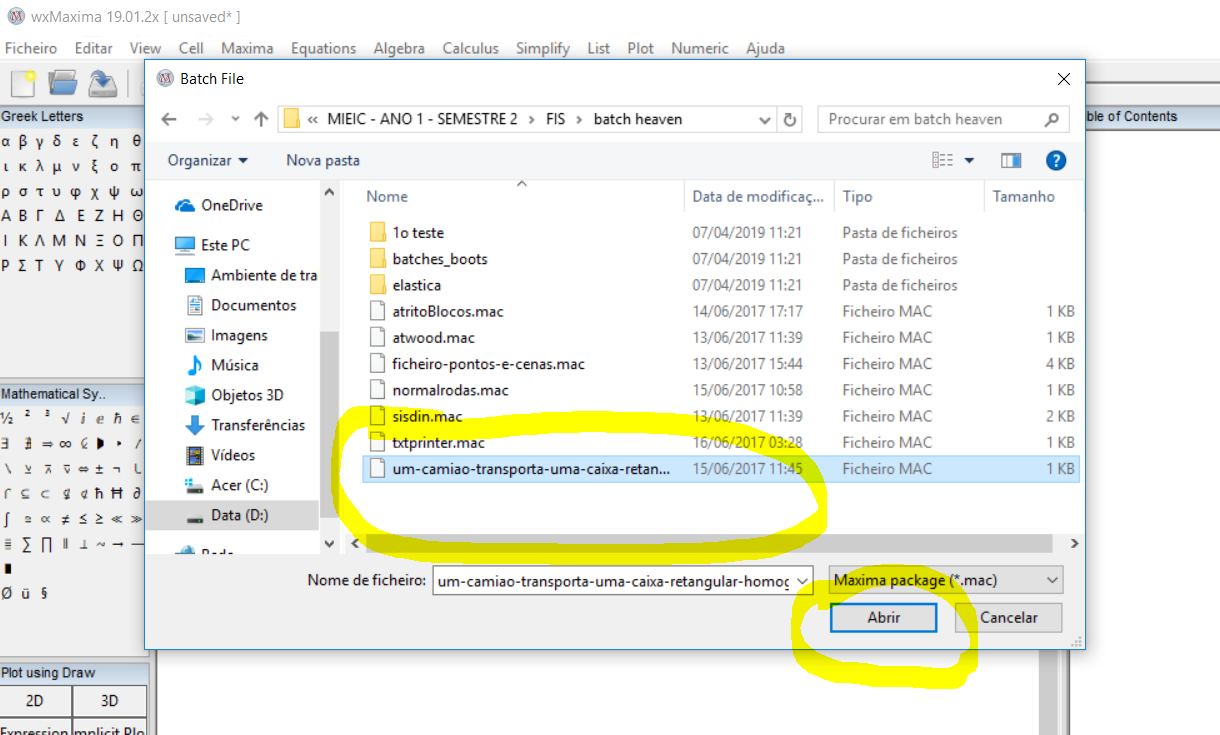 wxMaxima 19.01.2x [ unsaved* ]
Ficheiro Editar View Cell Maxima Equations Algebra Calculus Simplify List Plot Numeric Ajuda
Batch File
« MIEIC - ANO 1 - SEMESTRE 2 > FIS > batch heaven
Procurar em batch heaven
Organizar
Nova pasta
Greek Letters
α β γ δ ε ζ η θ
ι κ λ μ ν ξ ο π
ρ σ τ υ φ χ ψ ω
Α Β Γ Δ Ε Ζ Η Θ
Ι Κ Λ Μ Ν Ξ Ο Π
Ρ Σ Τ Υ Φ Χ Ψ Ω
Mathematical Sy..
½ ² ³ √ ⅈ ⅇ ℏ ∈
∃ ∄ ⇒ ∞
⇔ ± ¬
⊆ ⊂ ⊄ ħ Ħ ∂
∫ ≅ ∝ ≠ ≤ ≥ ≪ ≫
≣ ∑ ∏ ∥ ⊥ ~ → —
∎
Ø ü §
Plot using Draw
2D 3D
Expression mplicit Plo
OneDrive
Este PC
Ambiente de tra
Documentos
Imagens
Música
Objetos 3D
Transferências
Vídeos
Acer (C:)
Data (D:)
Nome Data de modificaç... Tipo Tamanho
1o teste 07/04/2019 11:21 Pasta de ficheiros
batches_boots 07/04/2019 11:21 Pasta de ficheiros
elastica 07/04/2019 11:21 Pasta de ficheiros
atritoBlocos.mac 14/06/2017 17:17 Ficheiro MAC 1 KB
atwood.mac 13/06/2017 11:39 Ficheiro MAC 1 KB
ficheiro-pontos-e-cenas.mac 13/06/2017 15:44 Ficheiro MAC 4 KB
normalrodas.mac 15/06/2017 10:58 Ficheiro MAC 1 KB
sisdin.mac 13/06/2017 11:39 Ficheiro MAC 2 KB
txtprinter.mac 16/06/2017 03:28 Ficheiro MAC 1 KB
um-camiao-transporta-uma-caixa-retan... 15/06/2017 11:45 Ficheiro MAC 1 KB
Nome de ficheiro: um-camiao-transporta-uma-caixa-retangular-homog
Maxima package (*.mac)
Abrir
Cancelar
ble of Contents